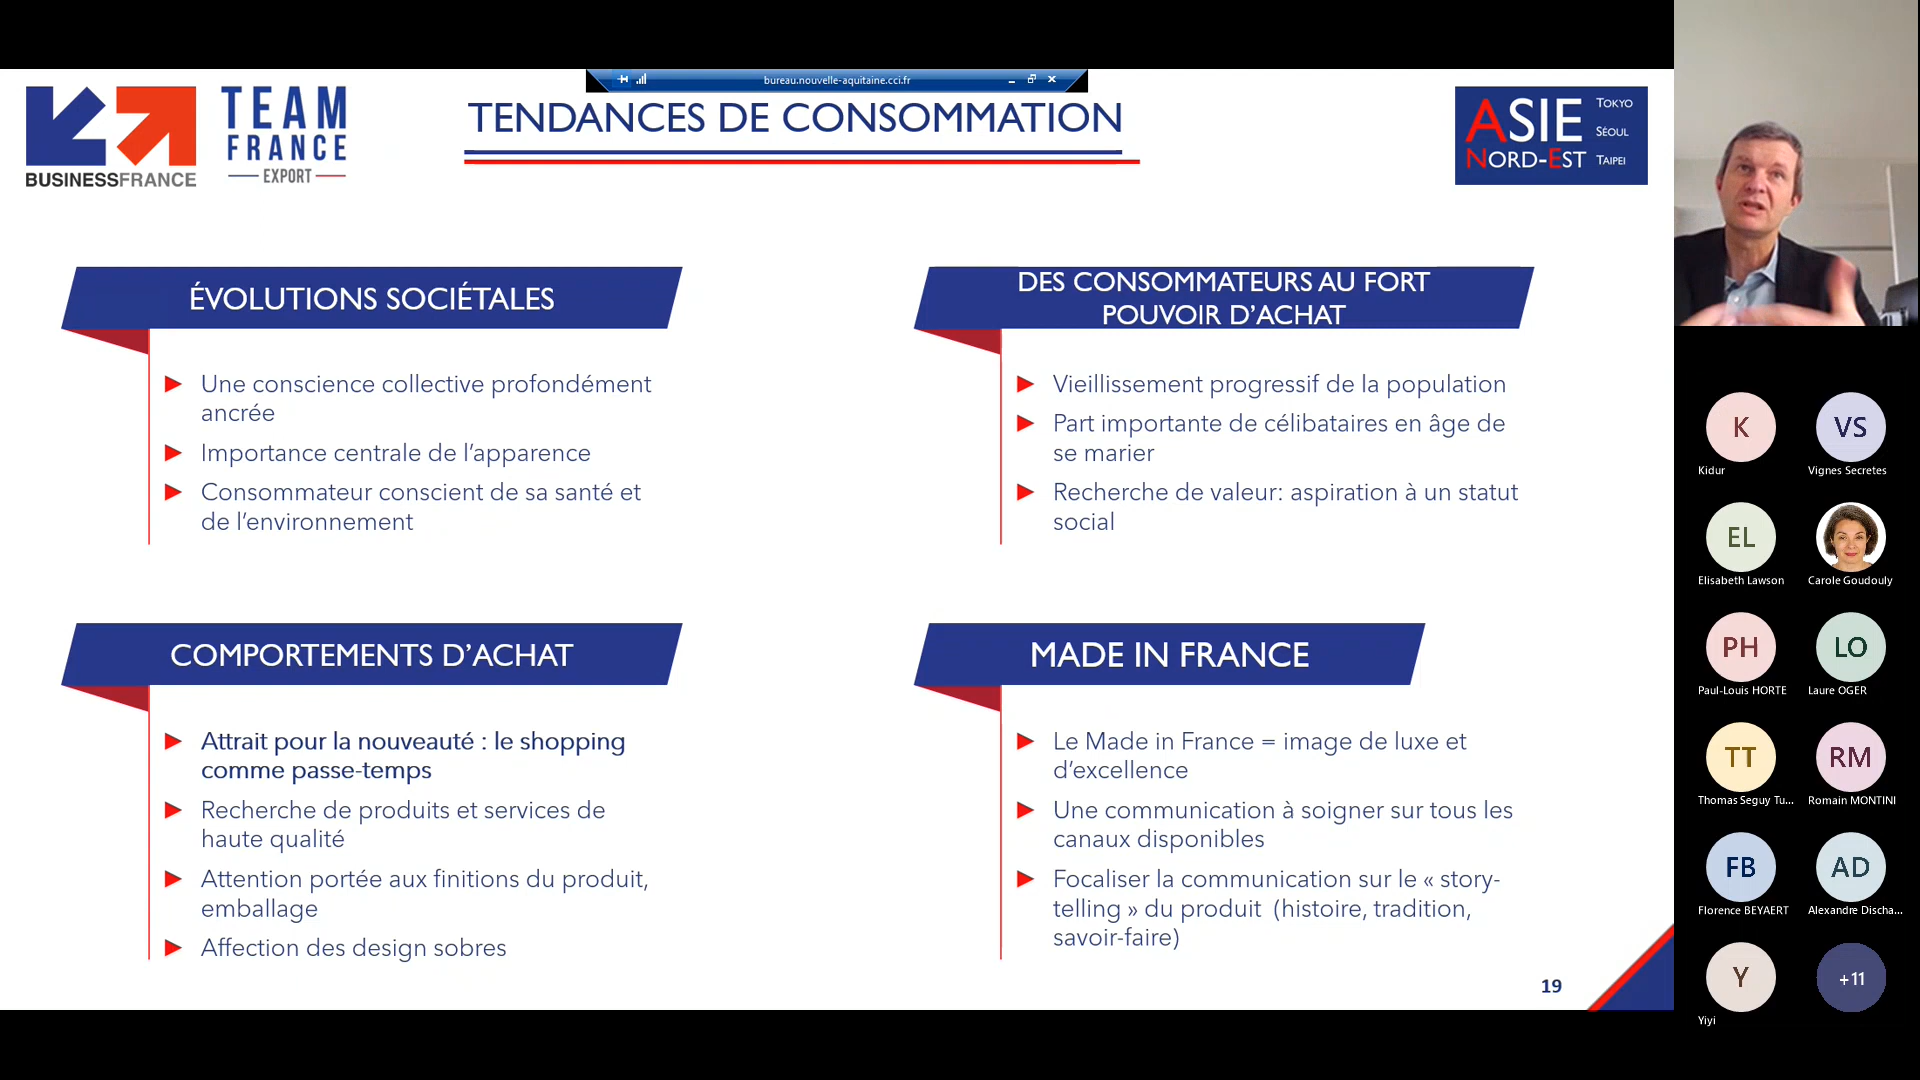 bureau.nouvelle-aquitaine.cci.fr
BUSINESSFRANCE
TEAM
FRANCE
EXPORT
TENDANCES DE CONSOMMATION
ASIE
NORD-EST
TOKYO
SÉOUL
TAIPEI
ÉVOLUTIONS SOCIÉTALES
Une conscience collective profondément
ancrée
Importance centrale de l’apparence
Consommateur conscient de sa santé et
de l’environnement
DES CONSOMMATEURS AU FORT
POUVOIR D’ACHAT
Vieillissement progressif de la population
Part importante de célibataires en âge de
se marier
Recherche de valeur: aspiration à un statut
social
COMPORTEMENTS D’ACHAT
Attrait pour la nouveauté : le shopping
comme passe-temps
Recherche de produits et services de
haute qualité
Attention portée aux finitions du produit,
emballage
Affection des design sobres
MADE IN FRANCE
Le Made in France = image de luxe et
d’excellence
Une communication à soigner sur tous les
canaux disponibles
Focaliser la communication sur le « story-
telling » du produit (histoire, tradition,
savoir-faire)
19
K
Kidur
VS
Vignes Secretes
EL
Elisabeth Lawson
Carole Goudouly
PH
Paul-Louis HORTE
LO
Laure OGER
TT
Thomas Seguy Tu...
RM
Romain MONTINI
FB
Florence BEYAERT
AD
Alexandre Discha...
Y
Yiyi
+11